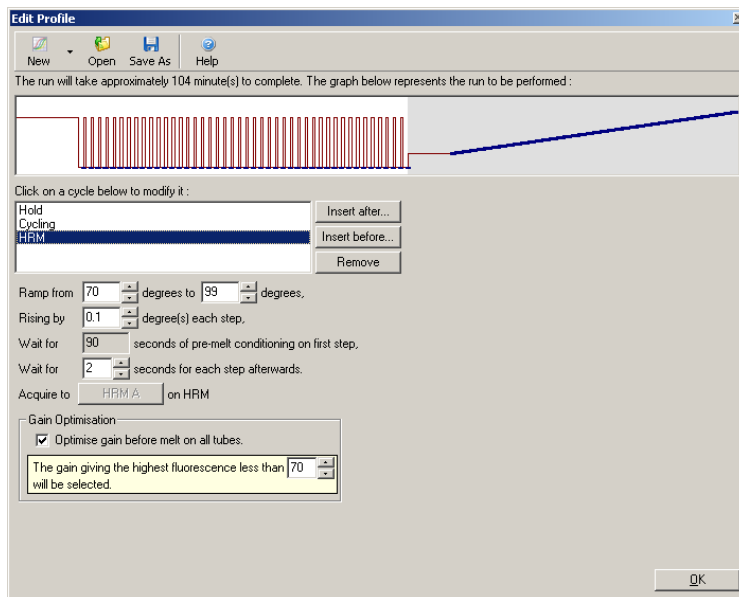 Edit Profile
New Open Save As Help
The run will take approximately 104 minute(s) to complete. The graph below represents the run to be performed :
Click on a cycle below to modify it :
Hold
Cycling
HRM
Insert after...
Insert before...
Remove
Ramp from 70 degrees to 99 degrees,
Rising by 0.1 degree(s) each step,
Wait for 90 seconds of pre-melt conditioning on first step,
Wait for 2 seconds for each step afterwards.
Acquire to HRM A on HRM
Gain Optimisation
Optimise gain before melt on all tubes.
The gain giving the highest fluorescence less than 70
will be selected.
OK